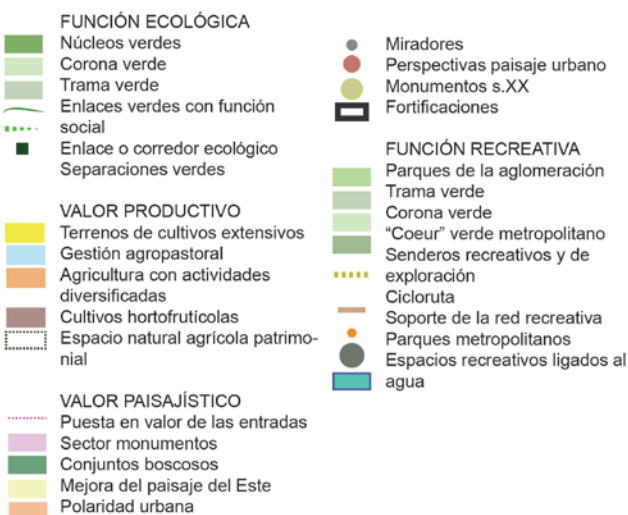 FUNCIÓN ECOLÓGICA
Núcleos verdes
Corona verde
Trama verde
Enlaces verdes con función
social
Enlace o corredor ecológico
Separaciones verdes
VALOR PRODUCTIVO
Terrenos de cultivos extensivos
Gestión agropastoral
Agricultura con actividades
diversificadas
Cultivos hortofrutícolas
Espacio natural agrícola patrimo-
nial
VALOR PAISAJÍSTICO
Puesta en valor de las entradas
Sector monumentos
Conjuntos boscosos
Mejora del paisaje del Este
Polaridad urbana
Miradores
Perspectivas paisaje urbano
Monumentos s.XX
Fortificaciones
FUNCIÓN RECREATIVA
Parques de la aglomeración
Trama verde
Corona verde
“Coeur” verde metropolitano
Senderos recreativos y de
exploración
Cicloruta
Soporte de la red recreativa
Parques metropolitanos
Espacios recreativos ligados al
agua